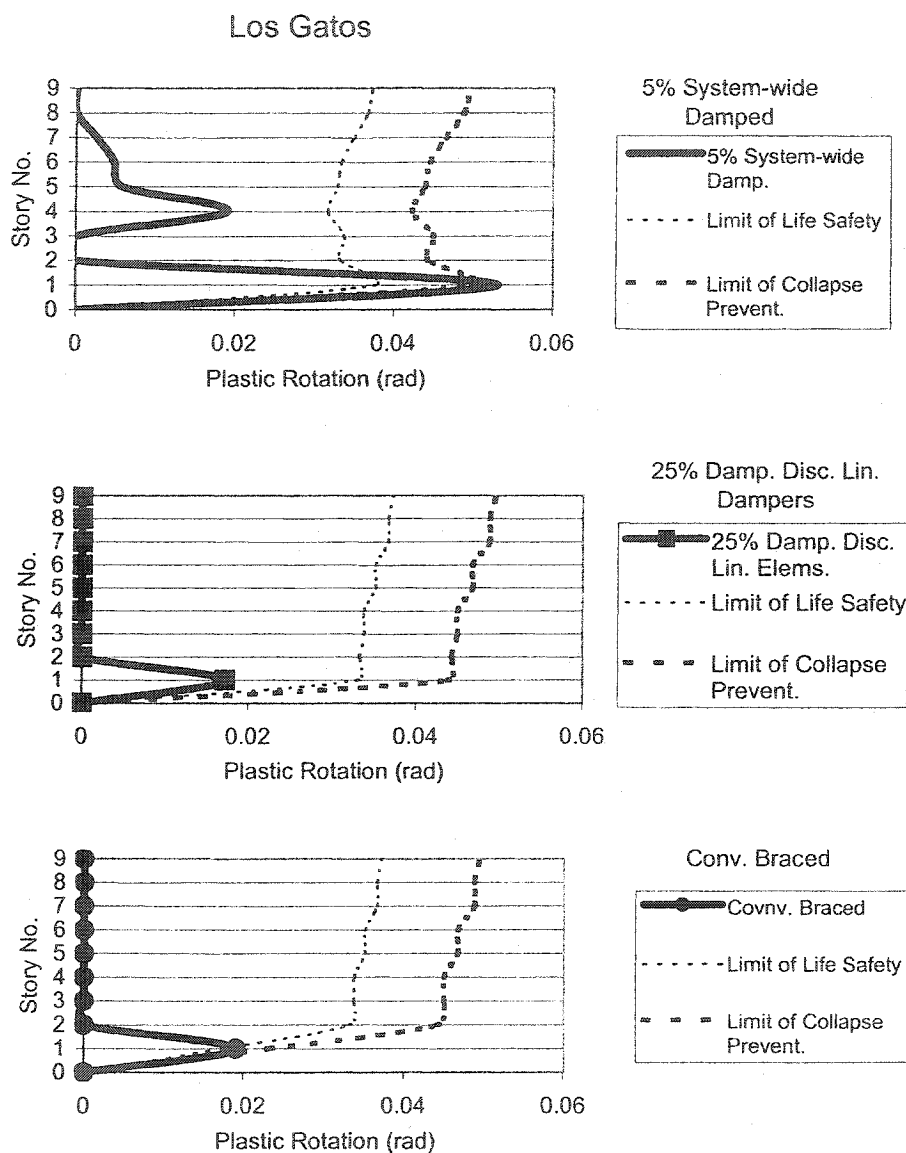 Los Gatos
5% System-wide
Damped
Story No.
9
8
7
6
5
4
3
2
1
0
0
0.02
0.04
0.06
Plastic Rotation (rad)
5% System-wide
Damp.
Limit of Life Safety
Limit of Collapse
Prevent.
25% Damp. Disc. Lin.
Dampers
Story No.
9
8
7
6
5
4
3
2
1
0
0
0.02
0.04
0.06
Plastic Rotation (rad)
25% Damp. Disc.
Lin. Elems.
Limit of Life Safety
Limit of Collapse
Prevent.
Conv. Braced
Story No.
9
8
7
6
5
4
3
2
1
0
0
0.02
0.04
0.06
Plastic Rotation (rad)
Covnv. Braced
Limit of Life Safety
Limit of Collapse
Prevent.